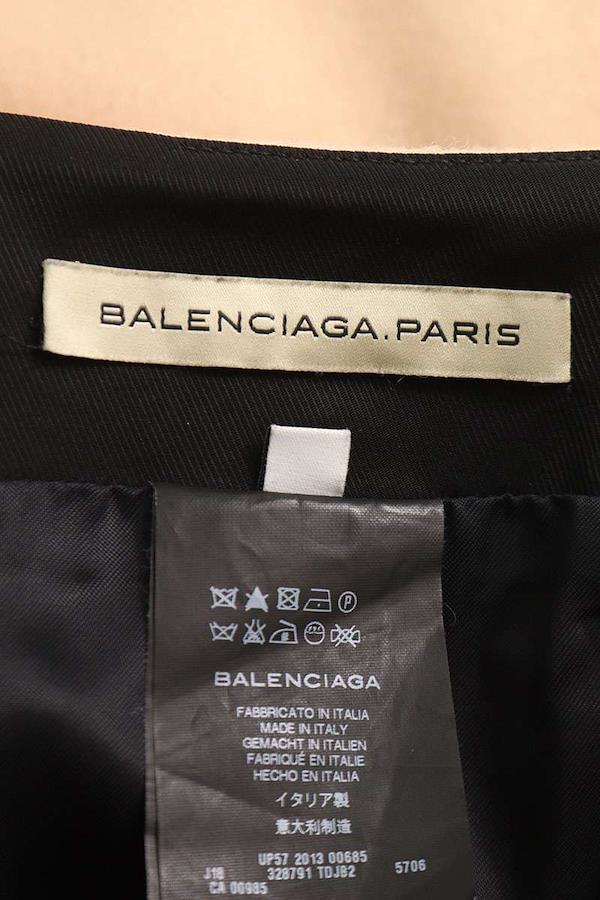 BALENCIAGA.PARIS
BALENCIAGA
FABBRICATO IN ITALIA
MADE IN ITALY
GEMACHT IN ITALIEN
FABRIQUÉ EN ITALIE
HECHO EN ITALIA
イタリア製
意大利制造
UP57 2013 00685
J18 328791 TDJB2 5706
CA 00985